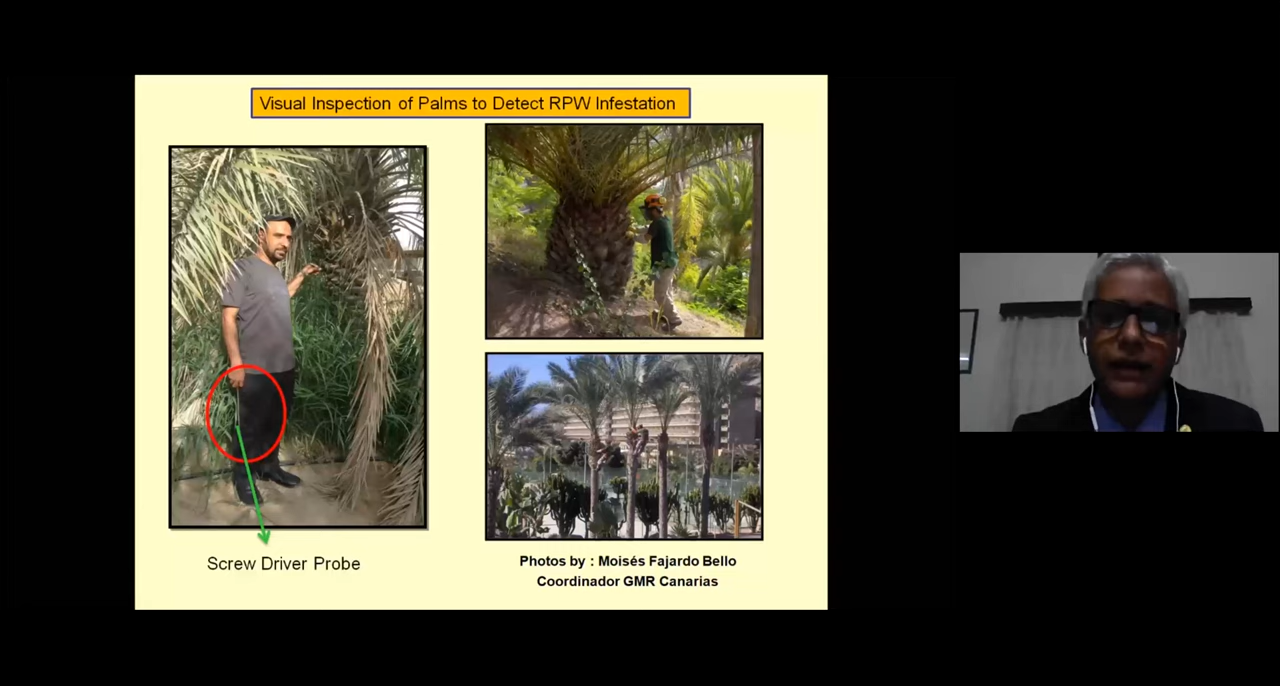 Visual Inspection of Palms to Detect RPW Infestation
Screw Driver Probe
Photos by : Moisés Fajardo Bello
Coordinador GMR Canarias